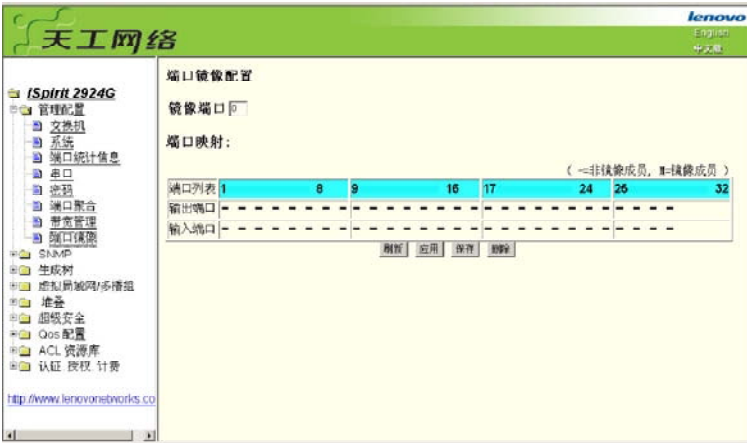 lenovo
天工网络
English
中文版
ISpirit 2924G
管理配置
交换机
系统
端口统计信息
串口
密码
端口聚合
带宽管理
端口镜像
SNMP
生成树
虚拟局域网/多播组
堆叠
超级安全
Qos 配置
ACL 资源库
认证 授权 计费
http://www.lenovonetworks.co
端口镜像配置
镜像端口 0
端口映射:
( -=非镜像成员, M=镜像成员 )
端口列表 1 8 9 16 17 24 25 32
输出端口 - - - - - - - - - - - - - - - - - - - - - - - - - - - -
输入端口 - - - - - - - - - - - - - - - - - - - - - - - - - - - -
刷新 应用 保存 删除